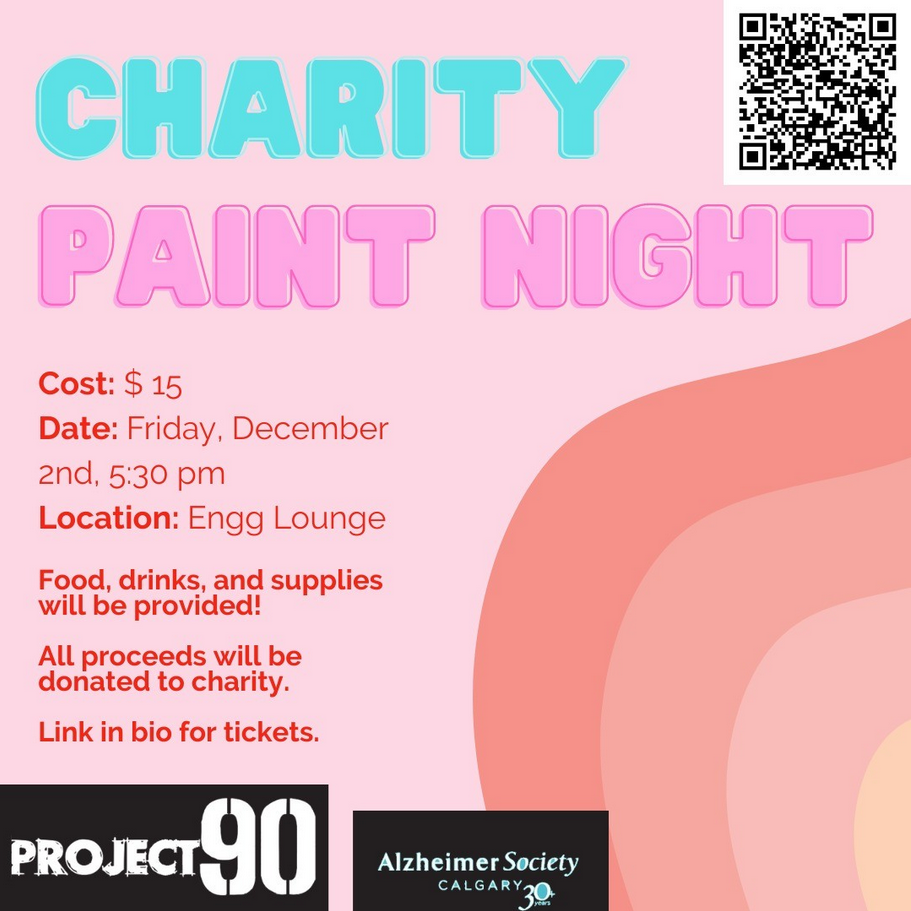 CHARITY
PAINT NIGHT
Cost: $ 15
Date: Friday, December
2nd, 5:30 pm
Location: Engg Lounge
Food, drinks, and supplies
will be provided!
All proceeds will be
donated to charity.
Link in bio for tickets.
PROJECT90
Alzheimer Society
CALGARY
30+
years